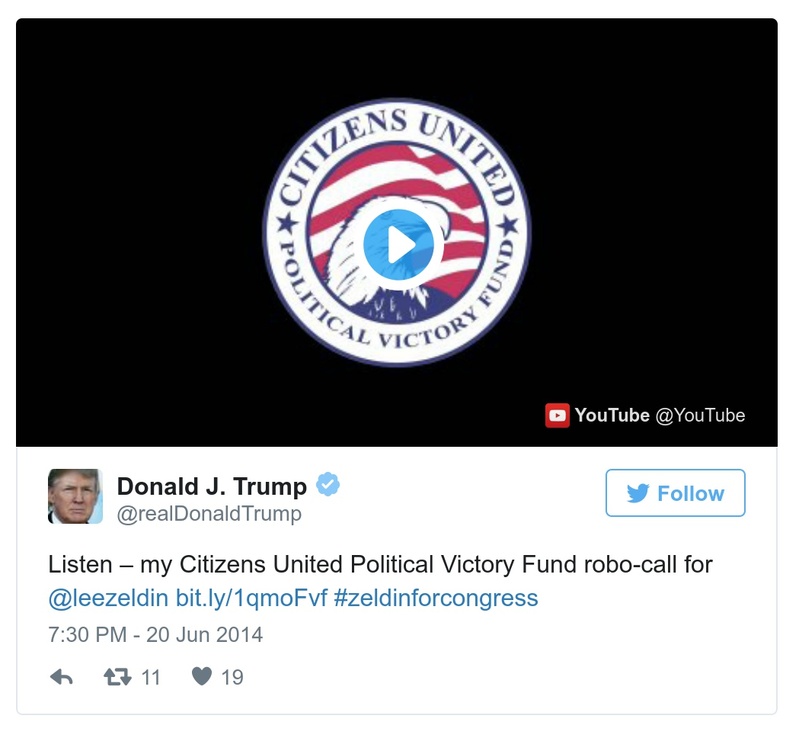 CITIZENS UNITED
POLITICAL VICTORY FUND
YouTube @YouTube
Donald J. Trump
@realDonaldTrump
Follow
Listen – my Citizens United Political Victory Fund robo-call for
@leezeldin bit.ly/1qmoFvf #zeldinforcongress
7:30 PM - 20 Jun 2014
11 19